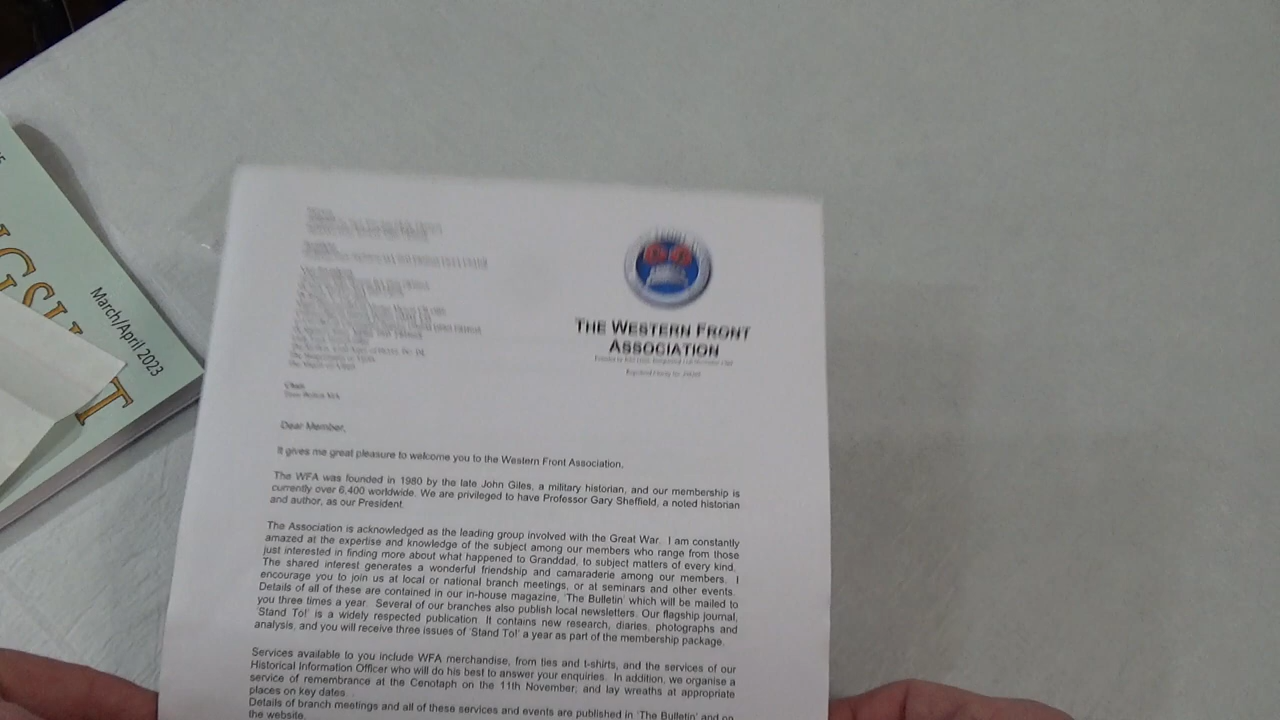 March/April 2023
THE WESTERN FRONT
ASSOCIATION
Dear Member,
It gives me great pleasure to welcome you to the Western Front Association.
The WFA was founded in 1980 by the late John Giles, a military historian, and our membership is
currently over 6,400 worldwide. We are privileged to have Professor Gary Sheffield, a noted historian
and author, as our President.
The Association is acknowledged as the leading group involved with the Great War. I am constantly
amazed at the expertise and knowledge of the subject among our members who range from those
just interested in finding more about what happened to Granddad, to subject matters of every kind.
The shared interest generates a wonderful friendship and camaraderie among our members. I
encourage you to join us at local or national branch meetings, or at seminars and other events.
Details of all of these are contained in our in-house magazine, 'The Bulletin' which will be mailed to
you three times a year. Several of our branches also publish local newsletters. Our flagship journal,
'Stand To!' is a widely respected publication. It contains new research, diaries, photographs and
analysis, and you will receive three issues of 'Stand To!' a year as part of the membership package.
Services available to you include WFA merchandise, from ties and t-shirts, and the services of our
Historical Information Officer who will do his best to answer your enquiries. In addition, we organise a
service of remembrance at the Cenotaph on the 11th November; and lay wreaths at appropriate
places on key dates.
Details of branch meetings and all of these services and events are published in 'The Bulletin' and on
the website.